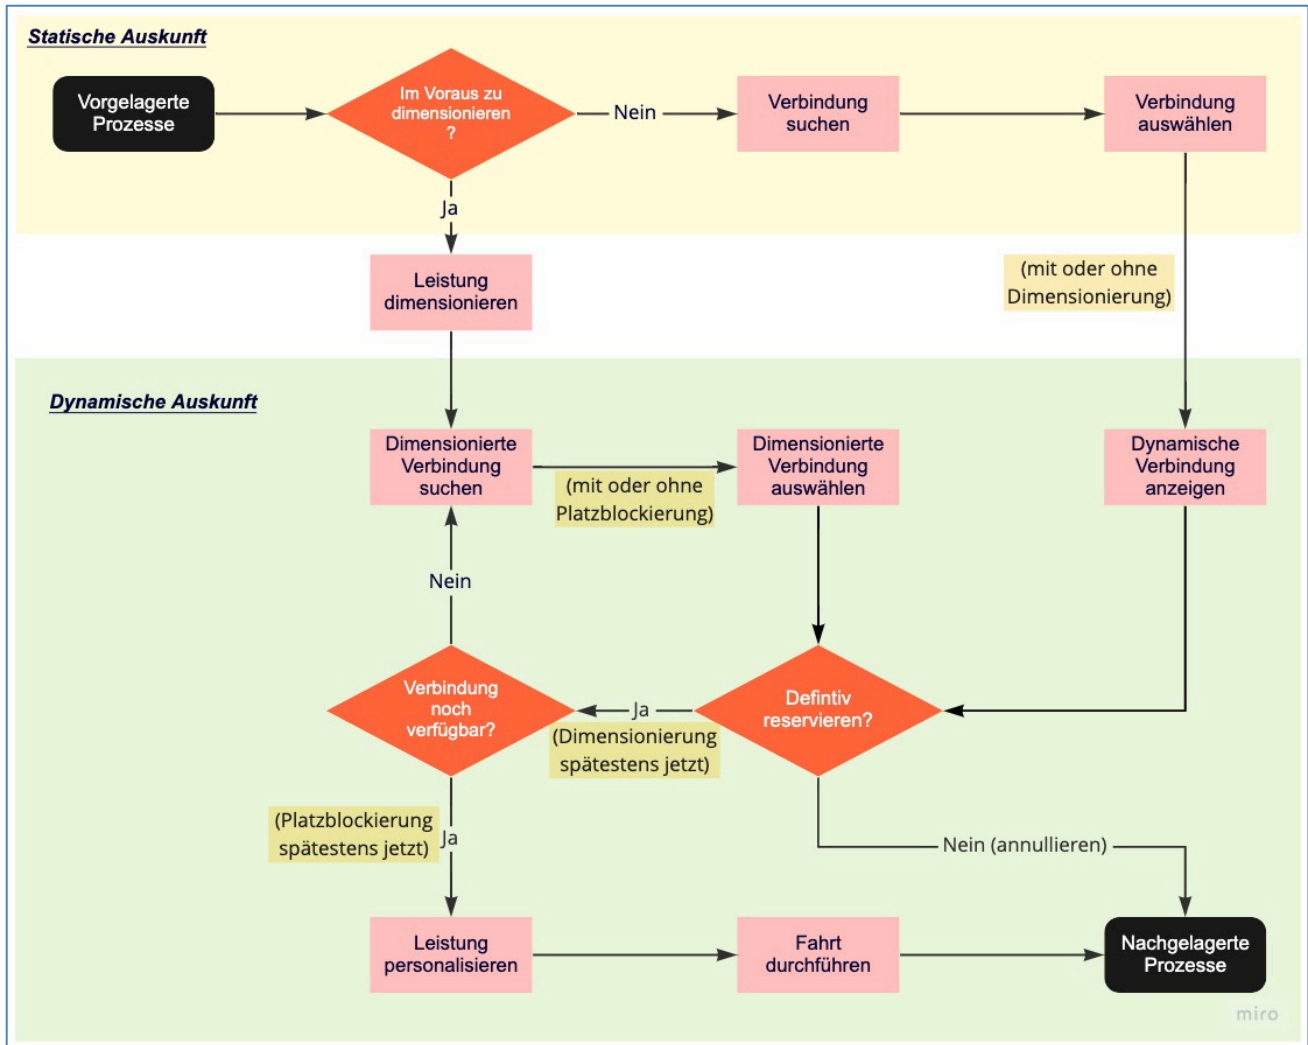 Statische Auskunft
Vorgelagerte
Prozesse
Im Voraus zu
dimensionieren
?
Nein
Verbindung
suchen
Verbindung
auswählen
Ja
Leistung
dimensionieren
(mit oder ohne
Dimensionierung)
Dynamische Auskunft
Dimensionierte
Verbindung
suchen
(mit oder ohne
Platzblockierung)
Dimensionierte
Verbindung
auswählen
Dynamische
Verbindung
anzeigen
Nein
Verbindung
noch
verfügbar?
Ja
(Dimensionierung
spätestens jetzt)
Defintiv
reservieren?
(Platzblockierung
spätestens jetzt)
Ja
Nein (annullieren)
Leistung
personalisieren
Fahrt
durchführen
Nachgelagerte
Prozesse
miro